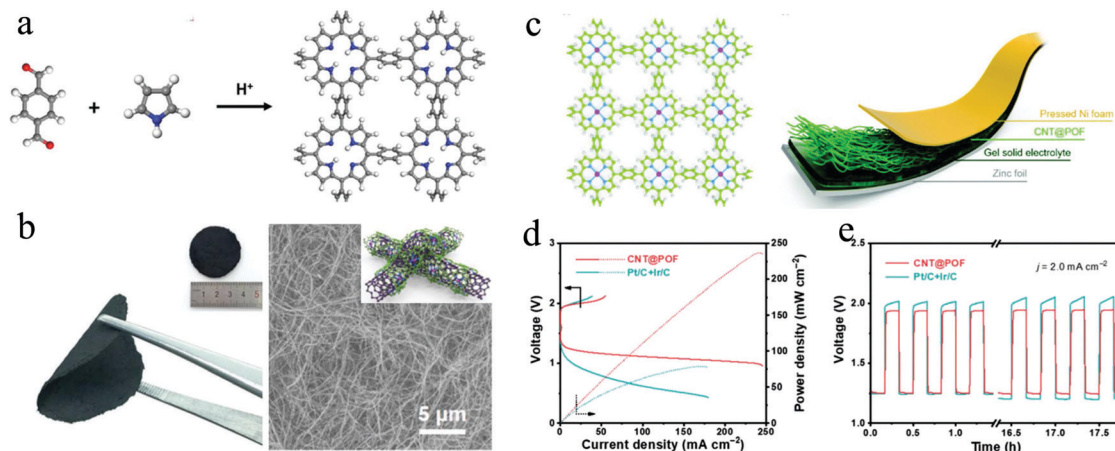 a
+
H⁺
b
1 2 3 4 5
5 μm
c
Pressed Ni foam
CNT@POF
Gel solid electrolyte
Zinc foil
d
CNT@POF
Pt/C+Ir/C
Voltage (V)
3
2
1
0
Power density (mW cm⁻²)
250
200
150
100
75
50
25
0
0 50 100 150 200 250
Current density (mA cm⁻²)
e
CNT@POF
Pt/C+Ir/C
j = 2.0 mA cm⁻²
Voltage (V)
2.5
2.0
1.5
1.0
0.0 0.5 1.0 16.5 17.0 17.5
Time (h)